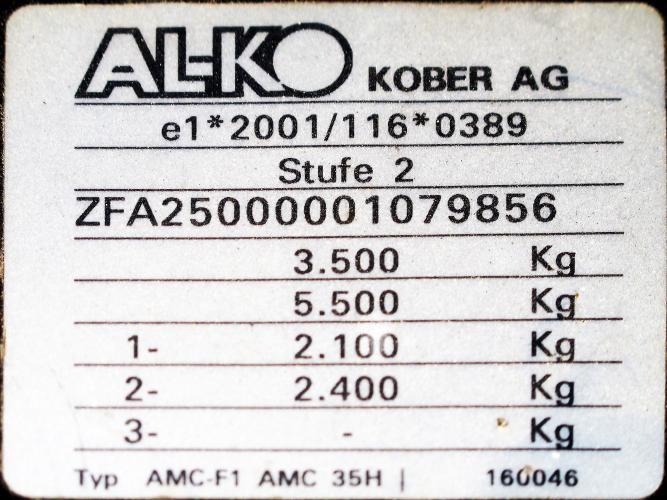 AL-KO KOBER AG
e1*2001/116*0389
Stufe 2
ZFA25000001079856
3.500 Kg
5.500 Kg
1- 2.100 Kg
2- 2.400 Kg
3- - Kg
Typ AMC-F1 AMC 35H | 160046